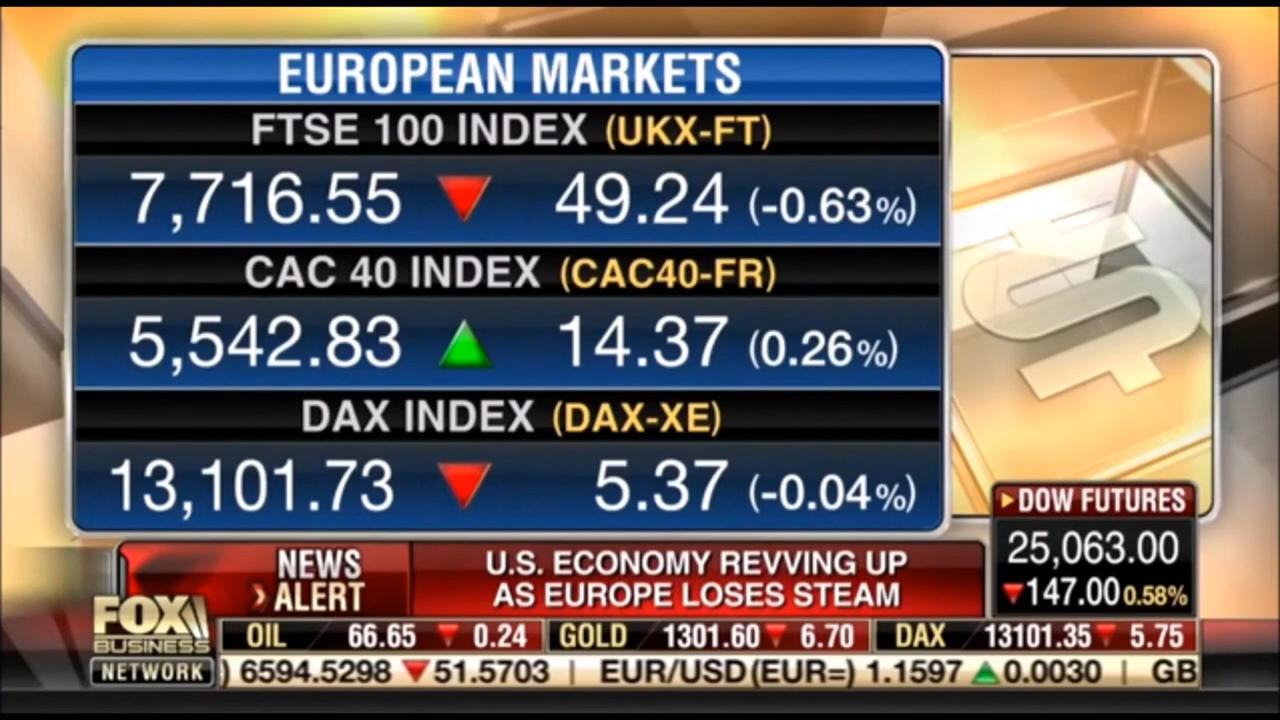 EUROPEAN MARKETS
FTSE 100 INDEX (UKX-FT)
7,716.55 ▼ 49.24 (-0.63%)
CAC 40 INDEX (CAC40-FR)
5,542.83 ▲ 14.37 (0.26%)
DAX INDEX (DAX-XE)
13,101.73 ▼ 5.37 (-0.04%)
DOW FUTURES
25,063.00
▼147.00 0.58%
NEWS
ALERT
U.S. ECONOMY REVVING UP
AS EUROPE LOSES STEAM
FOX
BUSINESS
NETWORK
OIL 66.65 ▼ 0.24 GOLD 1301.60 ▼ 6.70 DAX 13101.35 ▼ 5.75
) 6594.5298 ▼51.5703 | EUR/USD (EUR=) 1.1597 ▲0.0030 | GB